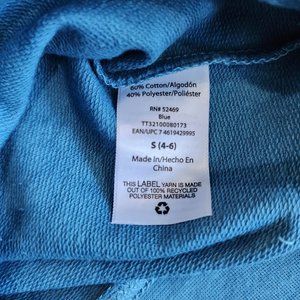 60% Cotton/Algodón
40% Polyester/Poliéster
RN# 52469
Blue
TT32100080173
EAN/UPC 7 4619429995
S (4-6)
Made In/Hecho En
China
THIS LABEL YARN IS MADE
OUT OF 100% RECYCLED
POLYESTER MATERIALS